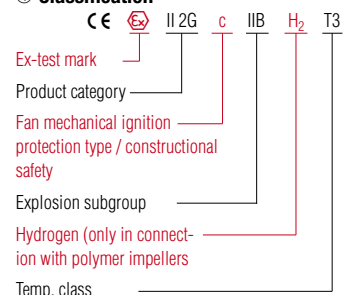 Classification
CE Ex II 2G c IIB H₂ T3
Ex-test mark
Product category
Fan mechanical ignition
protection type / constructional
safety
Explosion subgroup
Hydrogen (only in connect-
ion with polymer impellers
Temp. class